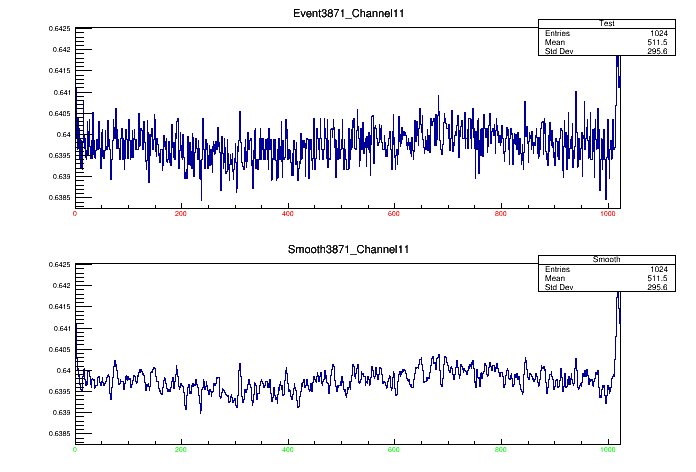 Event3871_Channel11
Test
Entries 1024
Mean 511.5
Std Dev 295.6
0.6425
0.642
0.6415
0.641
0.6405
0.64
0.6395
0.639
0.6385
0 200 400 600 800 1000
Smooth3871_Channel11
Smooth
Entries 1024
Mean 511.5
Std Dev 295.6
0.6425
0.642
0.6415
0.641
0.6405
0.64
0.6395
0.639
0.6385
0 200 400 600 800 1000